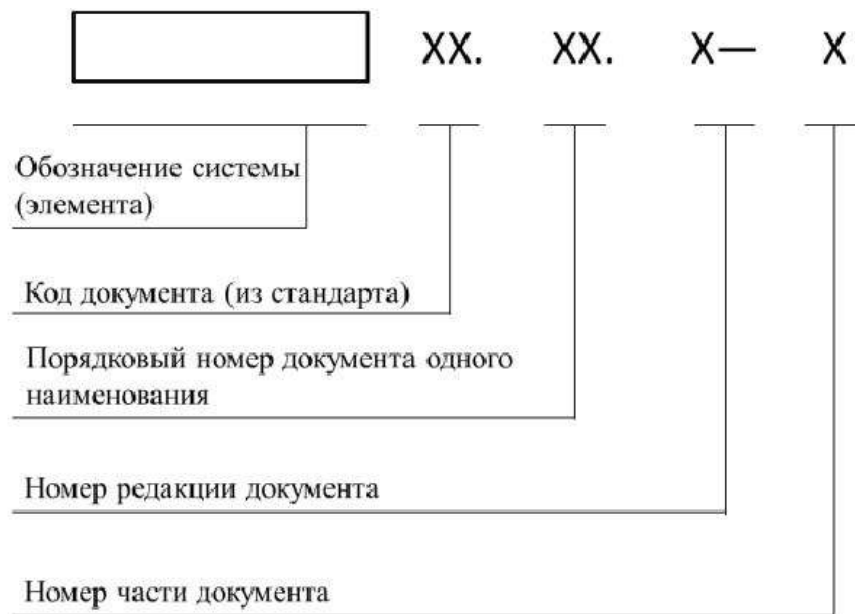 XX. XX. X— X
Обозначение системы
(элемента)
Код документа (из стандарта)
Порядковый номер документа одного
наименования
Номер редакции документа
Номер части документа